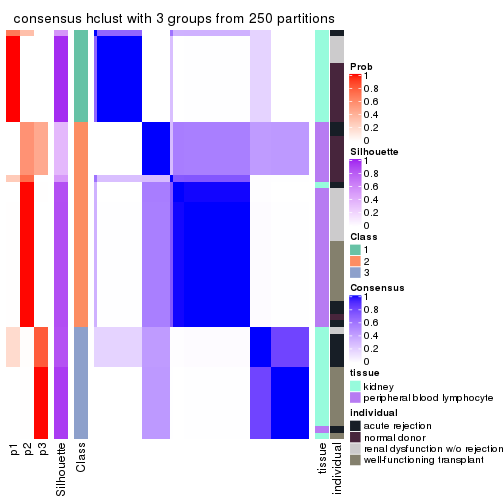 consensus hclust with 3 groups from 250 partitions
Prob
1
0.8
0.6
0.4
0.2
0
Silhouette
1
0.8
0.6
0.4
0.2
0
Class
1
2
3
Consensus
1
0.8
0.6
0.4
0.2
0
tissue
kidney
peripheral blood lymphocyte
individual
acute rejection
normal donor
renal dysfunction w/o rejection
well-functioning transplant
p1
p2
p3
Silhouette
Class
tissue
individual